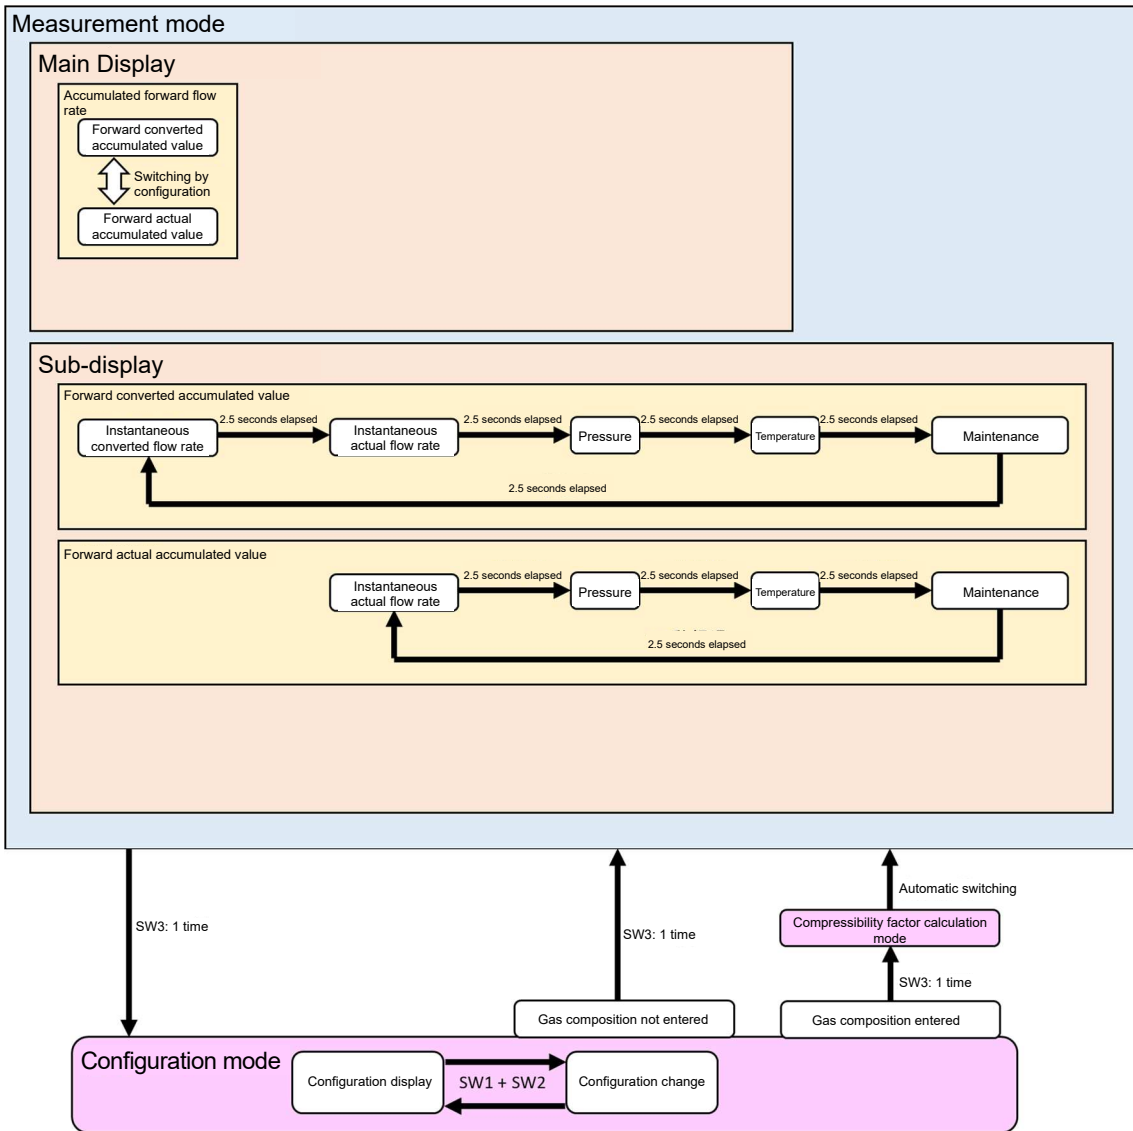 Measurement mode
Main Display
Accumulated forward flow
rate
Forward converted
accumulated value
Switching by
configuration
Forward actual
accumulated value
Sub-display
Forward converted accumulated value
Instantaneous
converted flow rate
2.5 seconds elapsed
Instantaneous
actual flow rate
2.5 seconds elapsed
Pressure
2.5 seconds elapsed
Temperature
2.5 seconds elapsed
Maintenance
2.5 seconds elapsed
Forward actual accumulated value
Instantaneous
actual flow rate
2.5 seconds elapsed
Pressure
2.5 seconds elapsed
Temperature
2.5 seconds elapsed
Maintenance
2.5 seconds elapsed
SW3: 1 time
SW3: 1 time
Automatic switching
Compressibility factor calculation
mode
SW3: 1 time
Gas composition not entered
Gas composition entered
Configuration mode
Configuration display
SW1 + SW2
Configuration change